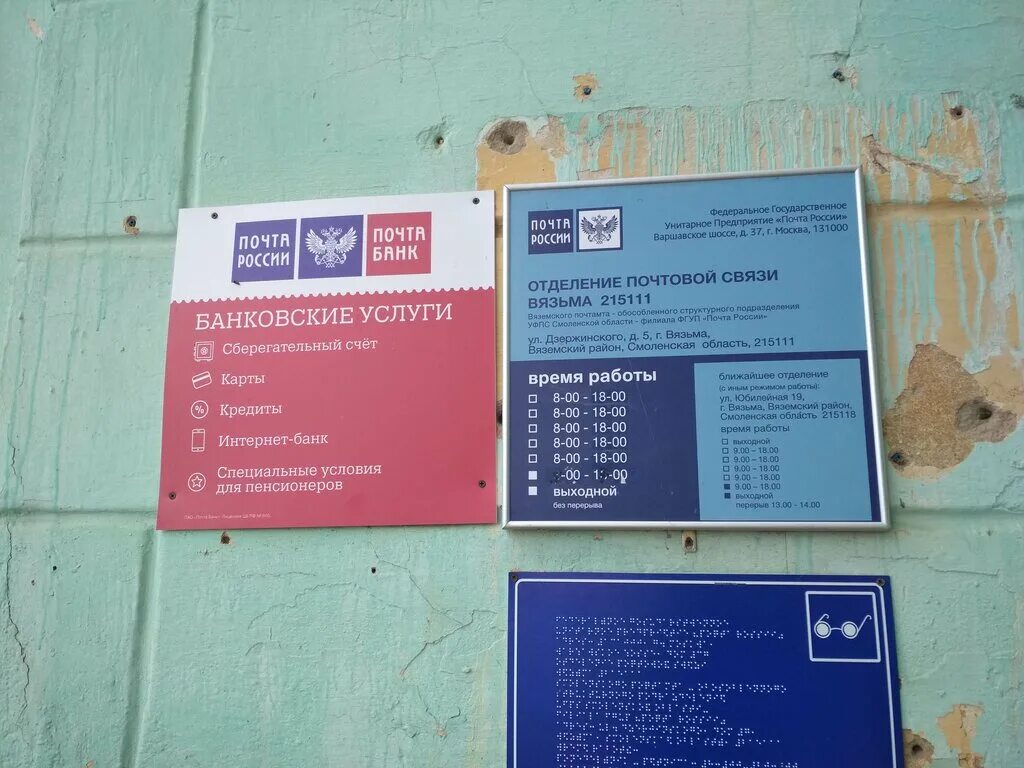 ПОЧТА
РОССИИ
ПОЧТА
БАНК
БАНКОВСКИЕ УСЛУГИ
Сберегательный счёт
Карты
Кредиты
Интернет-банк
Специальные условия
для пенсионеров
ПОЧТА
РОССИИ
Федеральное Государственное
Унитарное Предприятие «Почта России»
Варшавское шоссе, д. 37, г. Москва, 131000
ОТДЕЛЕНИЕ ПОЧТОВОЙ СВЯЗИ
ВЯЗЬМА 215111
Вяземского почтамта - обособленного структурного подразделения
УФПС Смоленской области - филиала ФГУП «Почта России»
ул. Дзержинского, д. 5, г. Вязьма,
Вяземский район, Смоленская область, 215111
время работы
8-00 - 18-00
8-00 - 18-00
8-00 - 18-00
8-00 - 18-00
8-00 - 18-00
-00
выходной
без перерыва
ближайшее отделение
(с иным режимом работы):
ул. Юбилейная 19,
г. Вязьма, Вяземский район,
Смоленская область 215118
время работы
выходной
9.00 - 18.00
9.00 - 18.00
9.00 - 18.00
9.00 - 18.00
9.00 - 18.00
выходной
перерыв 13.00 - 14.00